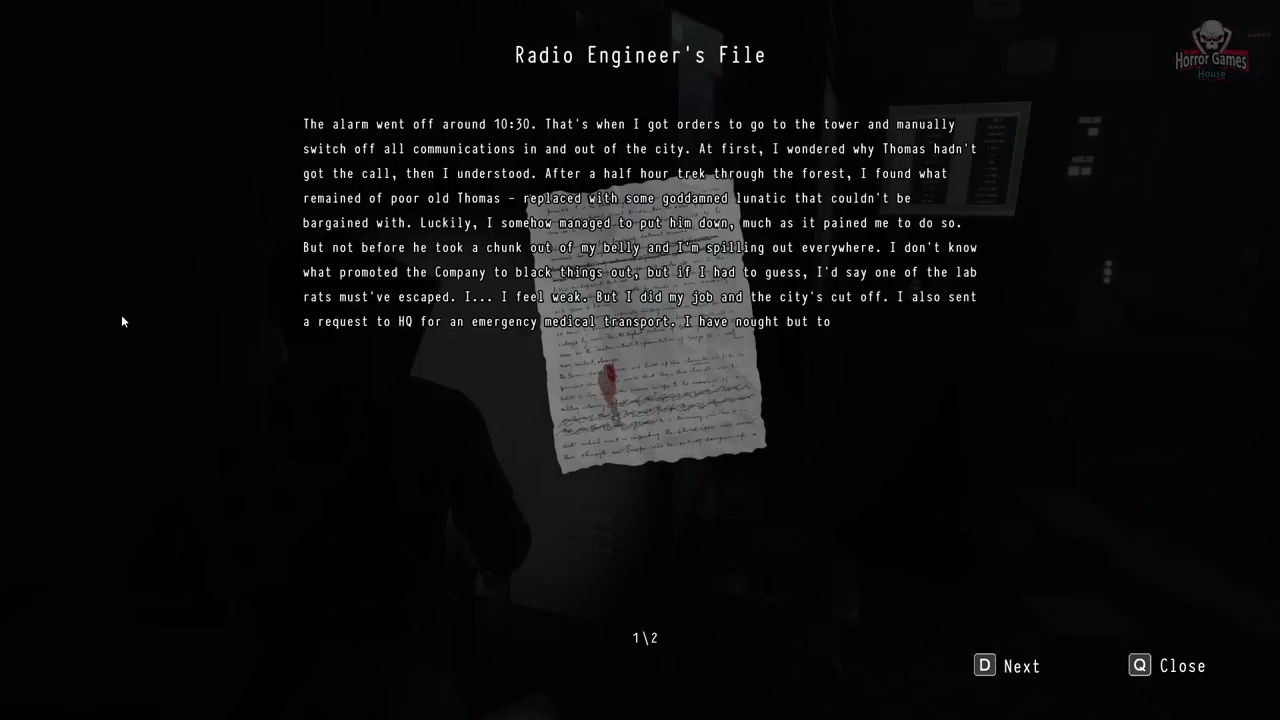 Radio Engineer's File
Horror Games
House
The alarm went off around 10:30. That's when I got orders to go to the tower and manually
switch off all communications in and out of the city. At first, I wondered why Thomas hadn't
got the call, then I understood. After a half hour trek through the forest, I found what
remained of poor old Thomas - replaced with some goddamned lunatic that couldn't be
bargained with. Luckily, I somehow managed to put him down, much as it pained me to do so.
But not before he took a chunk out of my belly and I'm spilling out everywhere. I don't know
what promoted the Company to black things out, but if I had to guess, I'd say one of the lab
rats must've escaped. I... I feel weak. But I did my job and the city's cut off. I also sent
a request to HQ for an emergency medical transport. I have nought but to
1\2
D Next
Q Close